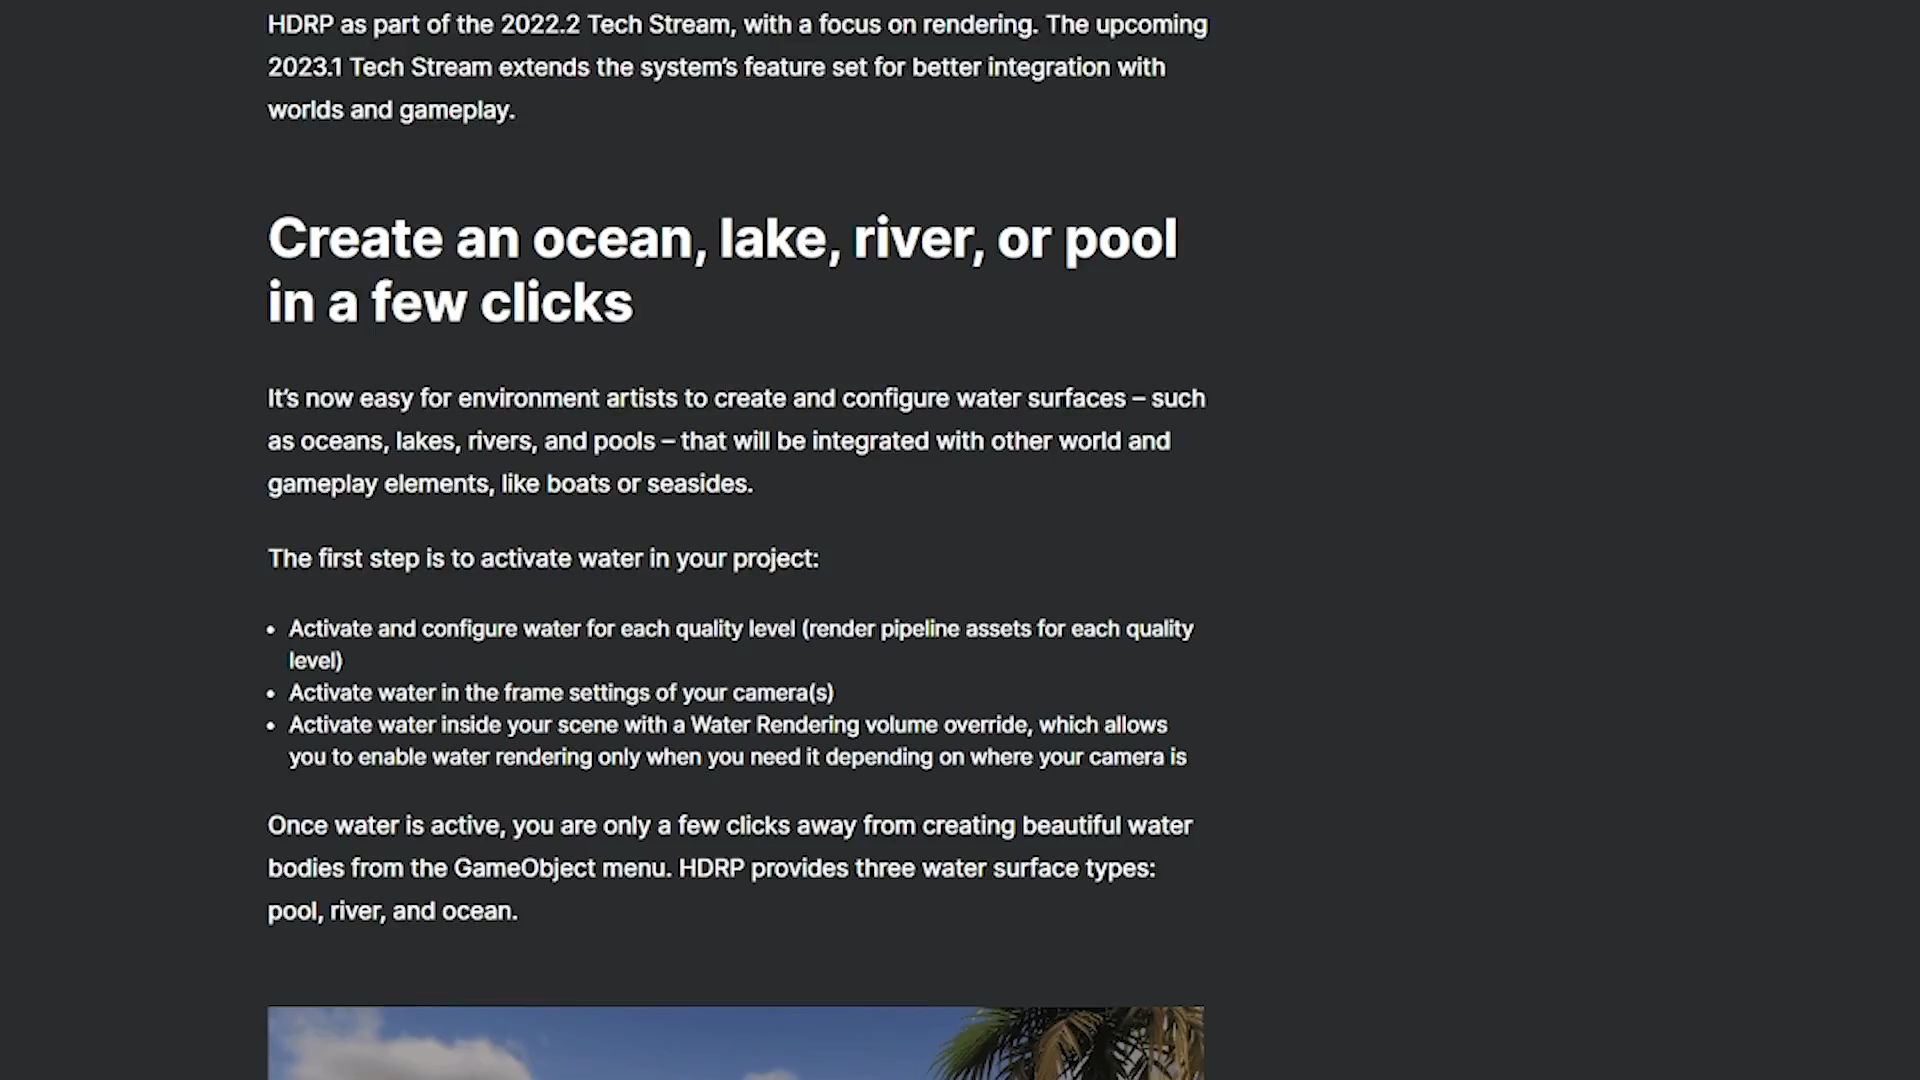 HDRP as part of the 2022.2 Tech Stream, with a focus on rendering. The upcoming
2023.1 Tech Stream extends the system’s feature set for better integration with
worlds and gameplay.
Create an ocean, lake, river, or pool
in a few clicks
It’s now easy for environment artists to create and configure water surfaces – such
as oceans, lakes, rivers, and pools – that will be integrated with other world and
gameplay elements, like boats or seasides.
The first step is to activate water in your project:
• Activate and configure water for each quality level (render pipeline assets for each quality
level)
• Activate water in the frame settings of your camera(s)
• Activate water inside your scene with a Water Rendering volume override, which allows
you to enable water rendering only when you need it depending on where your camera is
Once water is active, you are only a few clicks away from creating beautiful water
bodies from the GameObject menu. HDRP provides three water surface types:
pool, river, and ocean.